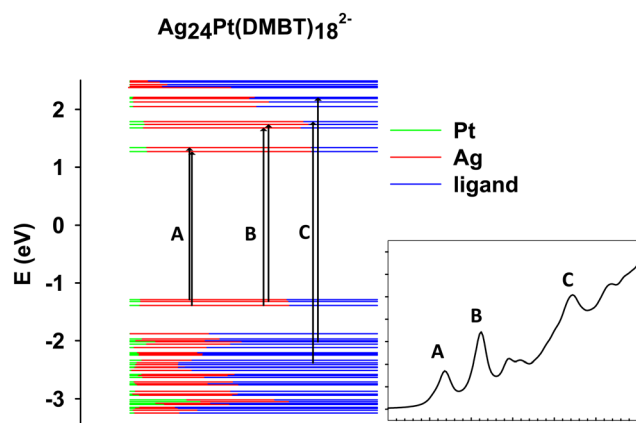 Ag24Pt(DMBT)18 2-
E (eV)
2
1
0
-1
-2
-3
A
B
C
Pt
Ag
ligand
A
B
C